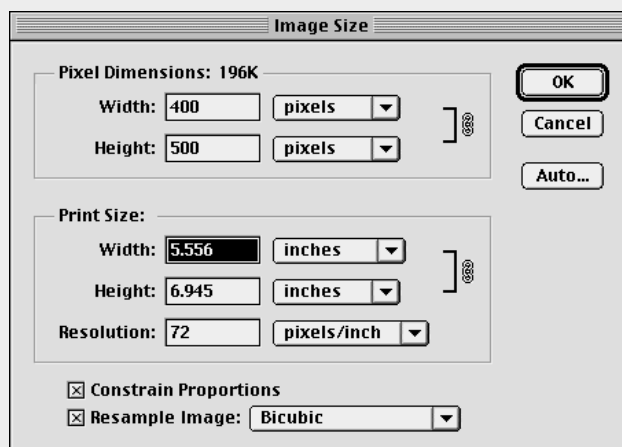 Image Size
Pixel Dimensions: 196K
Width: 400 pixels
Height: 500 pixels
OK
Cancel
Auto...
Print Size:
Width: 5.556 inches
Height: 6.945 inches
Resolution: 72 pixels/inch
Constrain Proportions
Resample Image: Bicubic